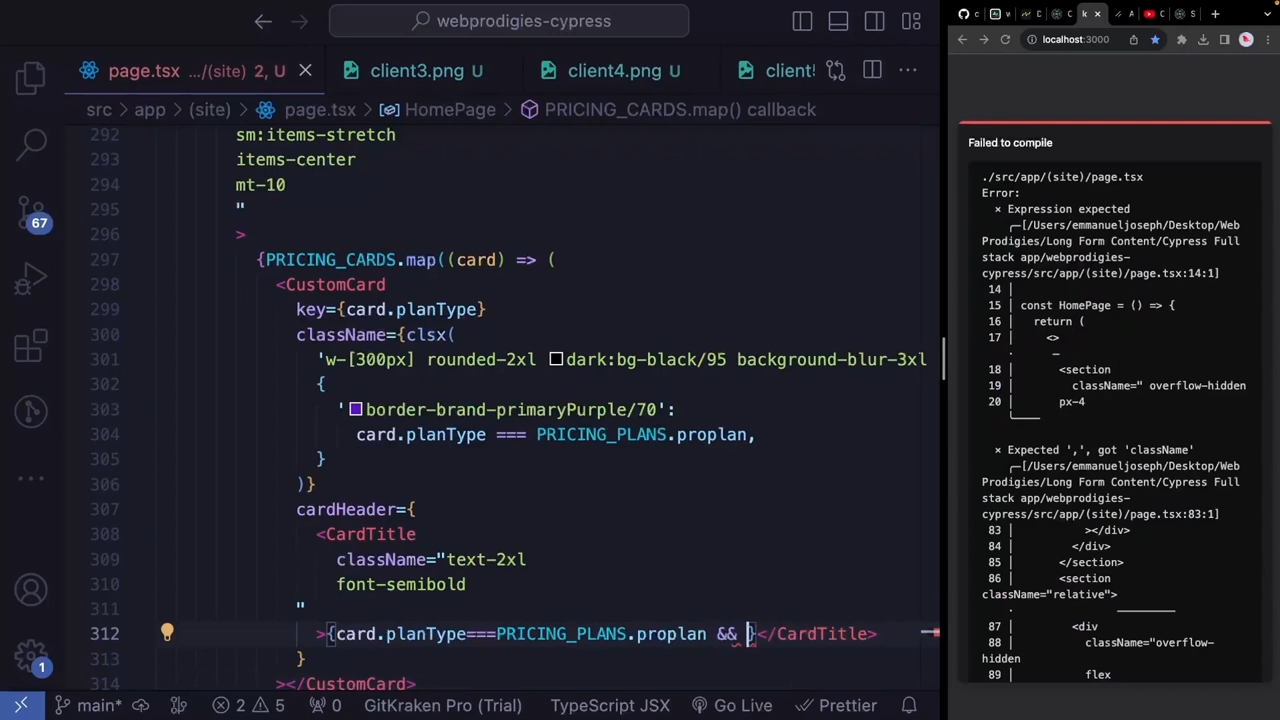 webprodigies-cypress
page.tsx .../(site) 2, U
client3.png U
client4.png U
client!
src > app > (site) > page.tsx > HomePage > PRICING_CARDS.map() callback
292 sm:items-stretch
293 items-center
294 mt-10
295 "
296 >
297 {PRICING_CARDS.map((card) => (
298 <CustomCard
299 key={card.planType}
300 className={clsx(
301 'w-[300px] rounded-2xl dark:bg-black/95 background-blur-3xl
302 {
303 'border-brand-primaryPurple/70':
304 card.planType === PRICING_PLANS.proplan,
305 }
306 )}
307 cardHeader={
308 <CardTitle
309 className="text-2xl
310 font-semibold
311 "
312 >{card.planType===PRICING_PLANS.proplan && }</CardTitle>
313 }
314 ></CustomCard>
67
1
main*
2 5
0
GitKraken Pro (Trial)
TypeScript JSX
Go Live
Prettier
localhost:3000
Failed to compile
./src/app/(site)/page.tsx
Error:
× Expression expected
[/Users/emmanueljoseph/Desktop/Web
Prodigies/Long Form Content/Cypress Full
stack app/webprodigies-
cypress/src/app/(site)/page.tsx:14:1]
14 |
15 | const HomePage = () => {
16 | return (
17 | <>
18 | <section
19 | className=" overflow-hidden
20 | px-4
× Expected ',', got 'className'
[/Users/emmanueljoseph/Desktop/Web
Prodigies/Long Form Content/Cypress Full
stack app/webprodigies-
cypress/src/app/(site)/page.tsx:83:1]
83 | ></div>
84 | </div>
85 | </section>
86 | <section
className="relative">
87 | <div
88 | className="overflow-
hidden
89 | flex